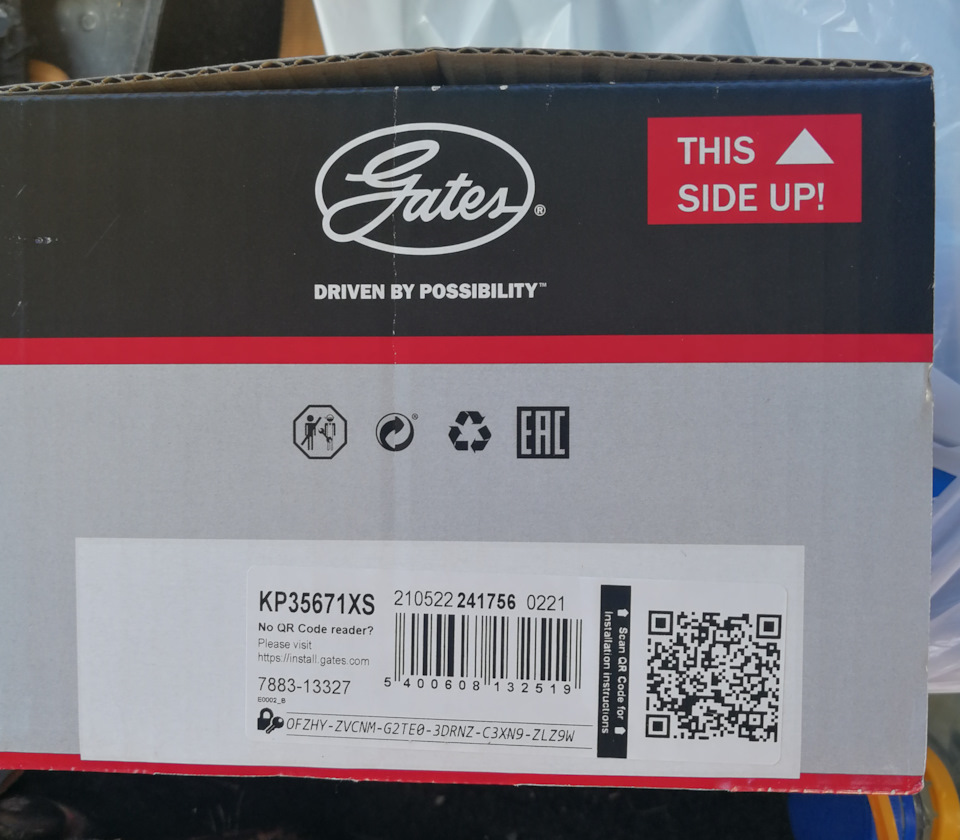 Gates®
THIS
SIDE UP!
DRIVEN BY POSSIBILITY™
®
EAC
KP35671XS
210522 241756 0221
No QR Code reader?
Please visit
https://install.gates.com
7883-13327
E0002_B
5 400608 132519
OFZHY-ZVCNM-G2TE0-3DRNZ-C3XN9-ZLZ9W
Scan QR Code for
installation instructions